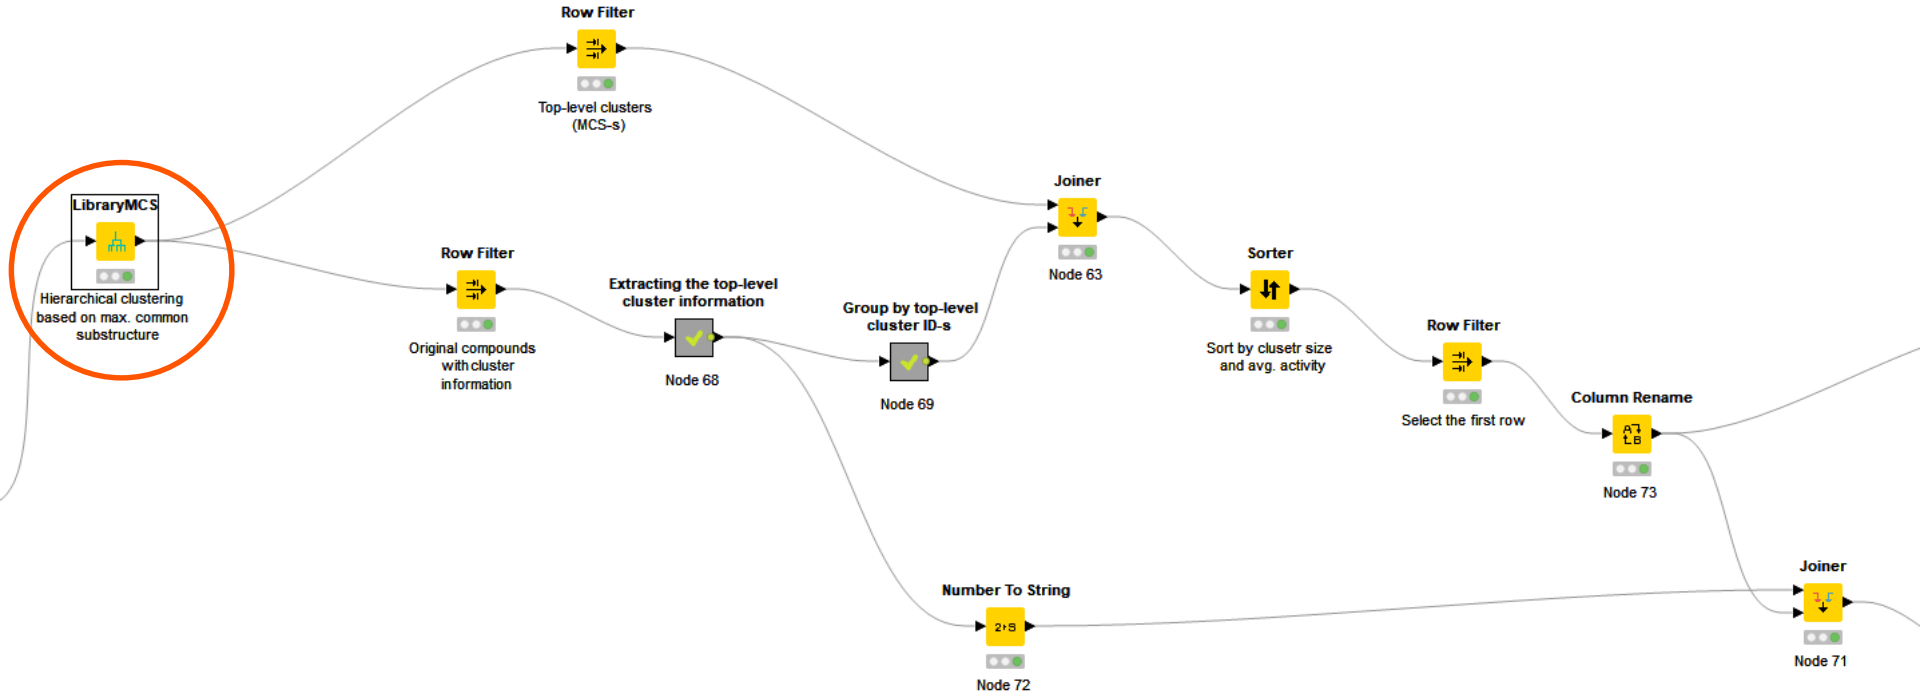 Row Filter
Top-level clusters
(MCS-s)
LibraryMCS
Hierarchical clustering
based on max. common
substructure
Row Filter
Original compounds
with cluster
information
Extracting the top-level
cluster information
Node 68
Group by top-level
cluster ID-s
Node 69
Joiner
Node 63
Sorter
Sort by clusetr size
and avg. activity
Row Filter
Select the first row
Column Rename
A
B
Node 73
Number To String
2›S
Node 72
Joiner
Node 71